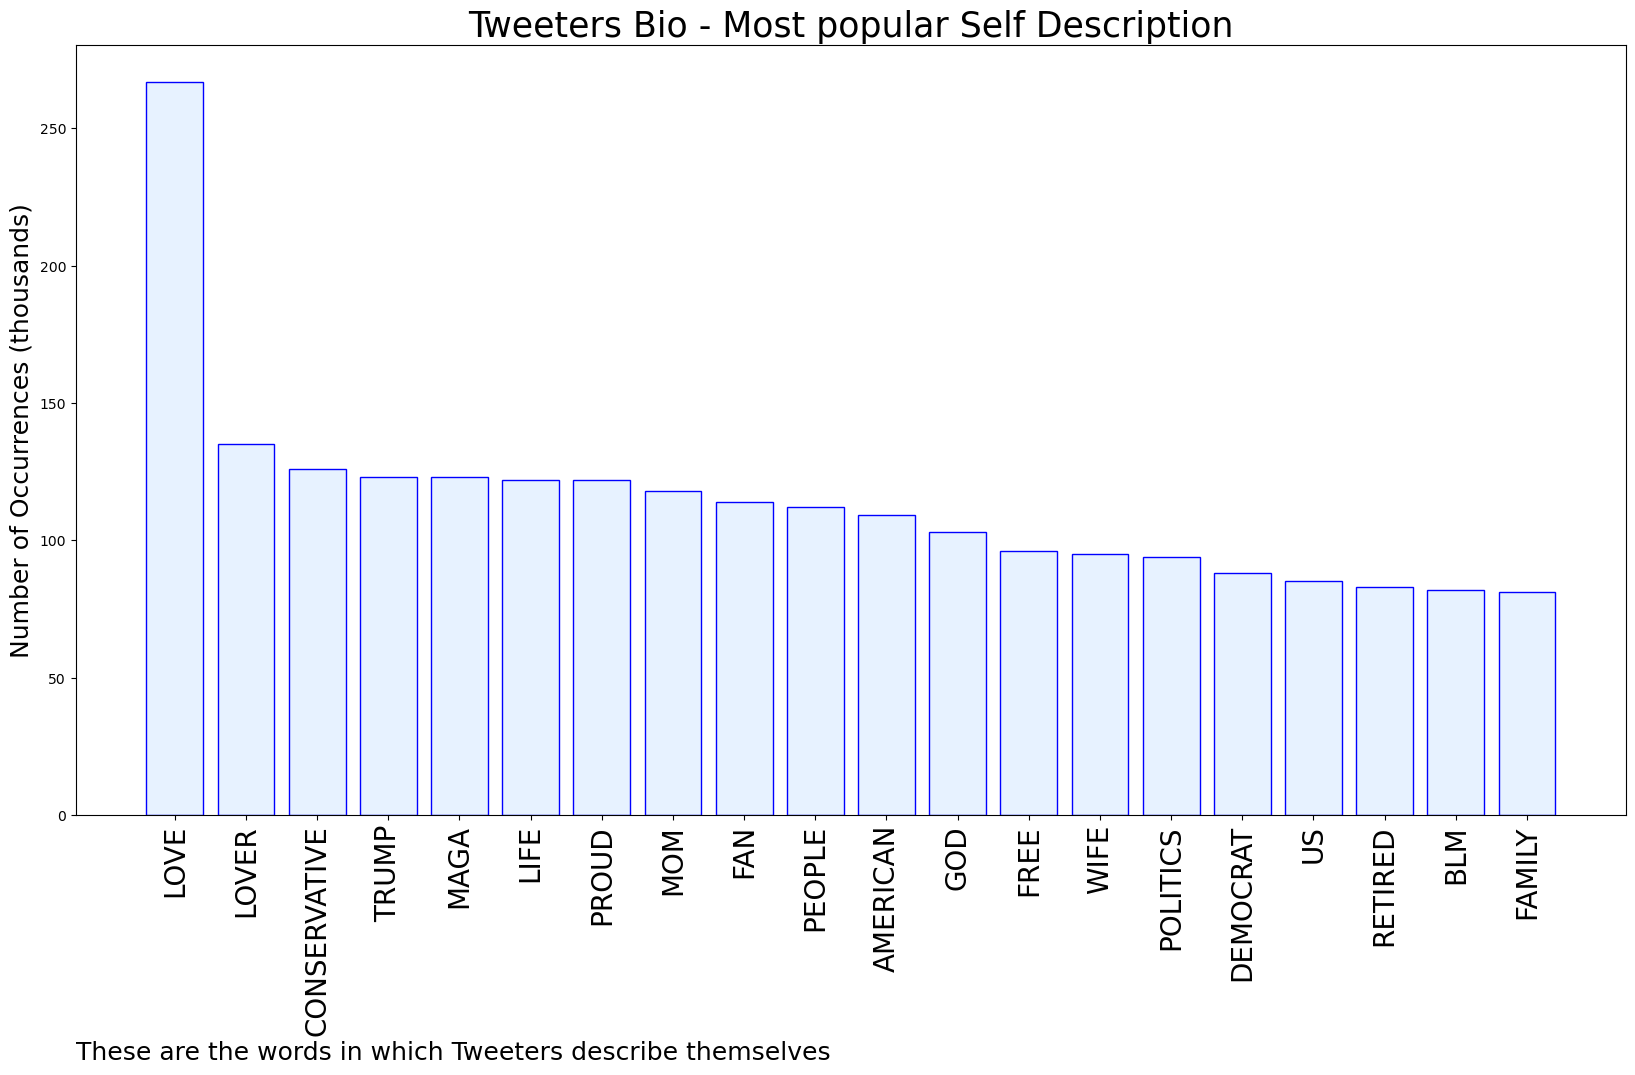 Tweeters Bio - Most popular Self Description
Number of Occurrences (thousands)
250
200
150
100
50
0
LOVE
LOVER
CONSERVATIVE
TRUMP
MAGA
LIFE
PROUD
MOM
FAN
PEOPLE
AMERICAN
GOD
FREE
WIFE
POLITICS
DEMOCRAT
US
RETIRED
BLM
FAMILY
These are the words in which Tweeters describe themselves